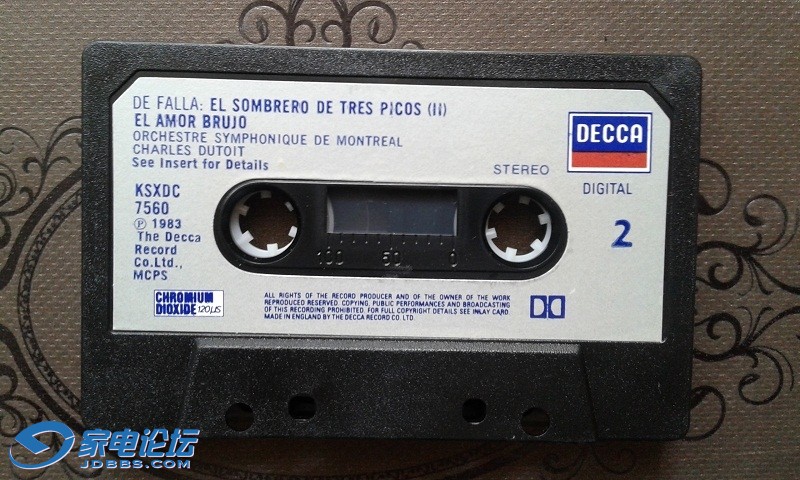 DE FALLA: EL SOMBRERO DE TRES PICOS (II)
EL AMOR BRUJO
ORCHESTRE SYMPHONIQUE DE MONTREAL
CHARLES DUTOIT
See Insert for Details
DECCA
STEREO
DIGITAL
KSXDC
7560
Ⓟ 1983
The Decca
Record
Co.Ltd.,
MCPS
2
100 50 0
CHROMIUM
DIOXIDE 120µS
ALL RIGHTS OF THE RECORD PRODUCER AND OF THE OWNER OF THE WORK
REPRODUCED RESERVED. COPYING, PUBLIC PERFORMANCES AND BROADCASTING
OF THIS RECORDING PROHIBITED. FOR FULL COPYRIGHT DETAILS SEE INLAY CARD.
MADE IN ENGLAND BY THE DECCA RECORD CO. LTD.
家电论坛
JDBBS.COM